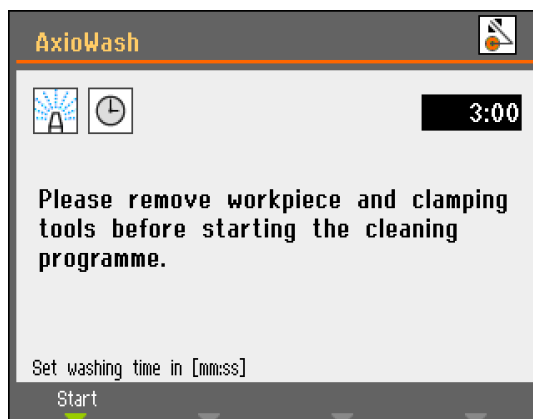 AxioWash
3:00
Please remove workpiece and clamping
tools before starting the cleaning
programme.
Set washing time in [mm:ss]
Start